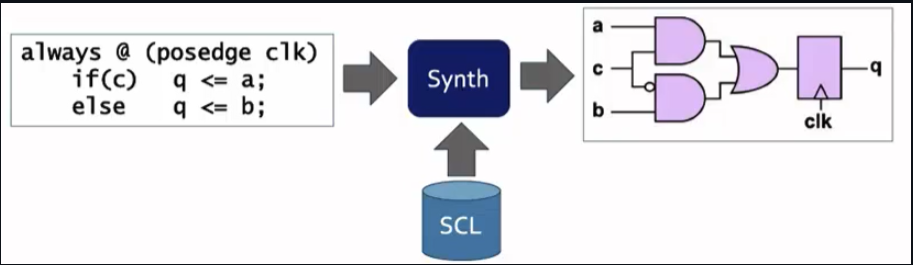 always @ (posedge clk)
if(c) q <= a;
else q <= b;
Synth
SCL
a
c
b
q
clk